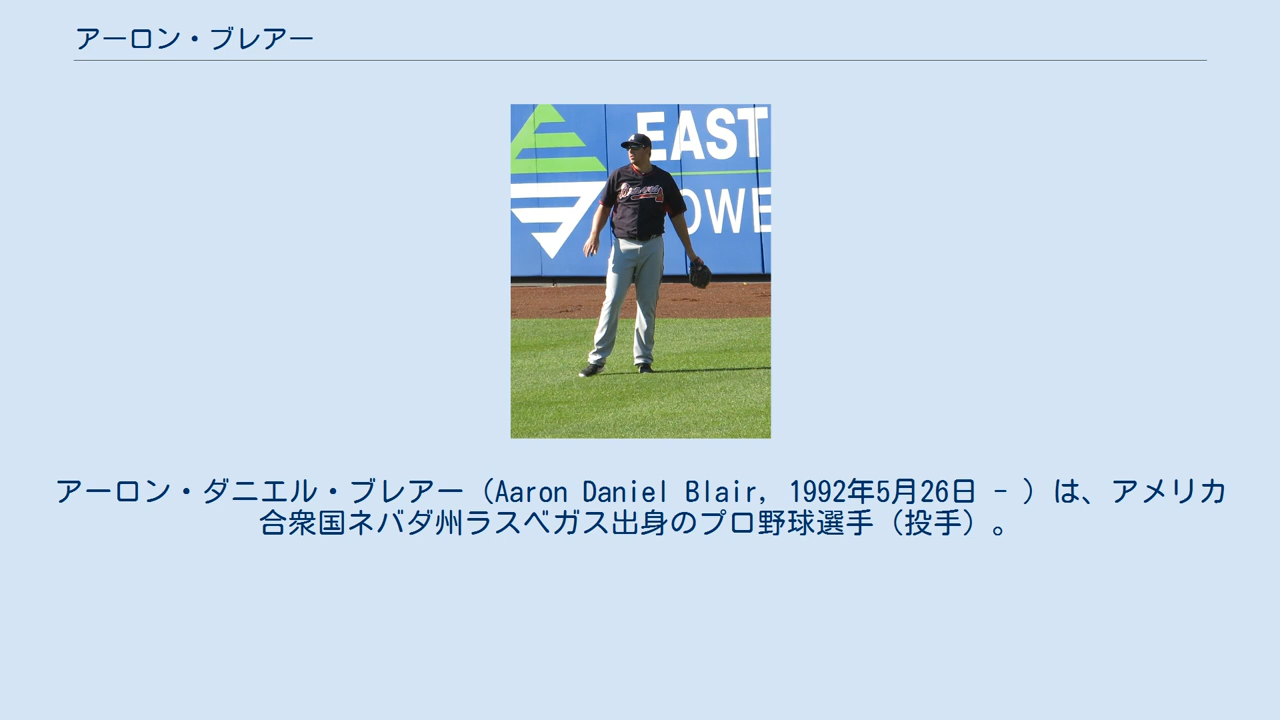 アーロン・ブレアー
EAST
OWE
Braves
アーロン・ダニエル・ブレアー（Aaron Daniel Blair, 1992年5月26日 - ）は、アメリカ
合衆国ネバダ州ラスベガス出身のプロ野球選手（投手）。